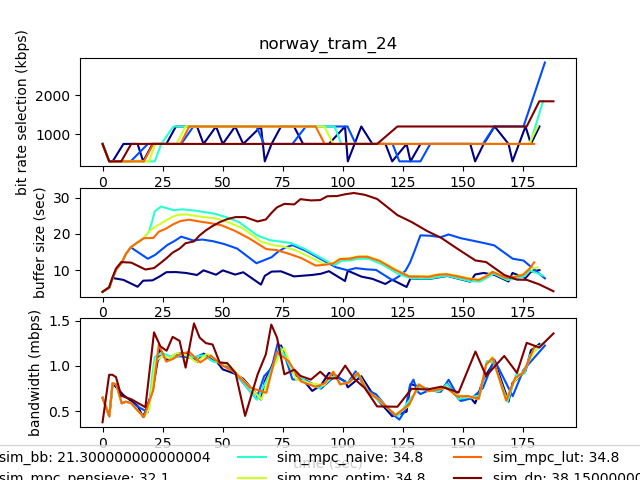 norway_tram_24
bit rate selection (kbps)
2000
1000
0 25 50 75 100 125 150 175
buffer size (sec)
30
20
10
0 25 50 75 100 125 150 175
bandwidth (mbps)
1.5
1.0
0.5
0 25 50 75 100 125 150 175
time (sec)
sim_bb: 21.300000000000004 sim_mpc_naive: 34.8 sim_mpc_lut: 34.8
sim_mpc_pensieve: 32.1 sim_mpc_optim: 34.8 sim_dp: 38.15000000